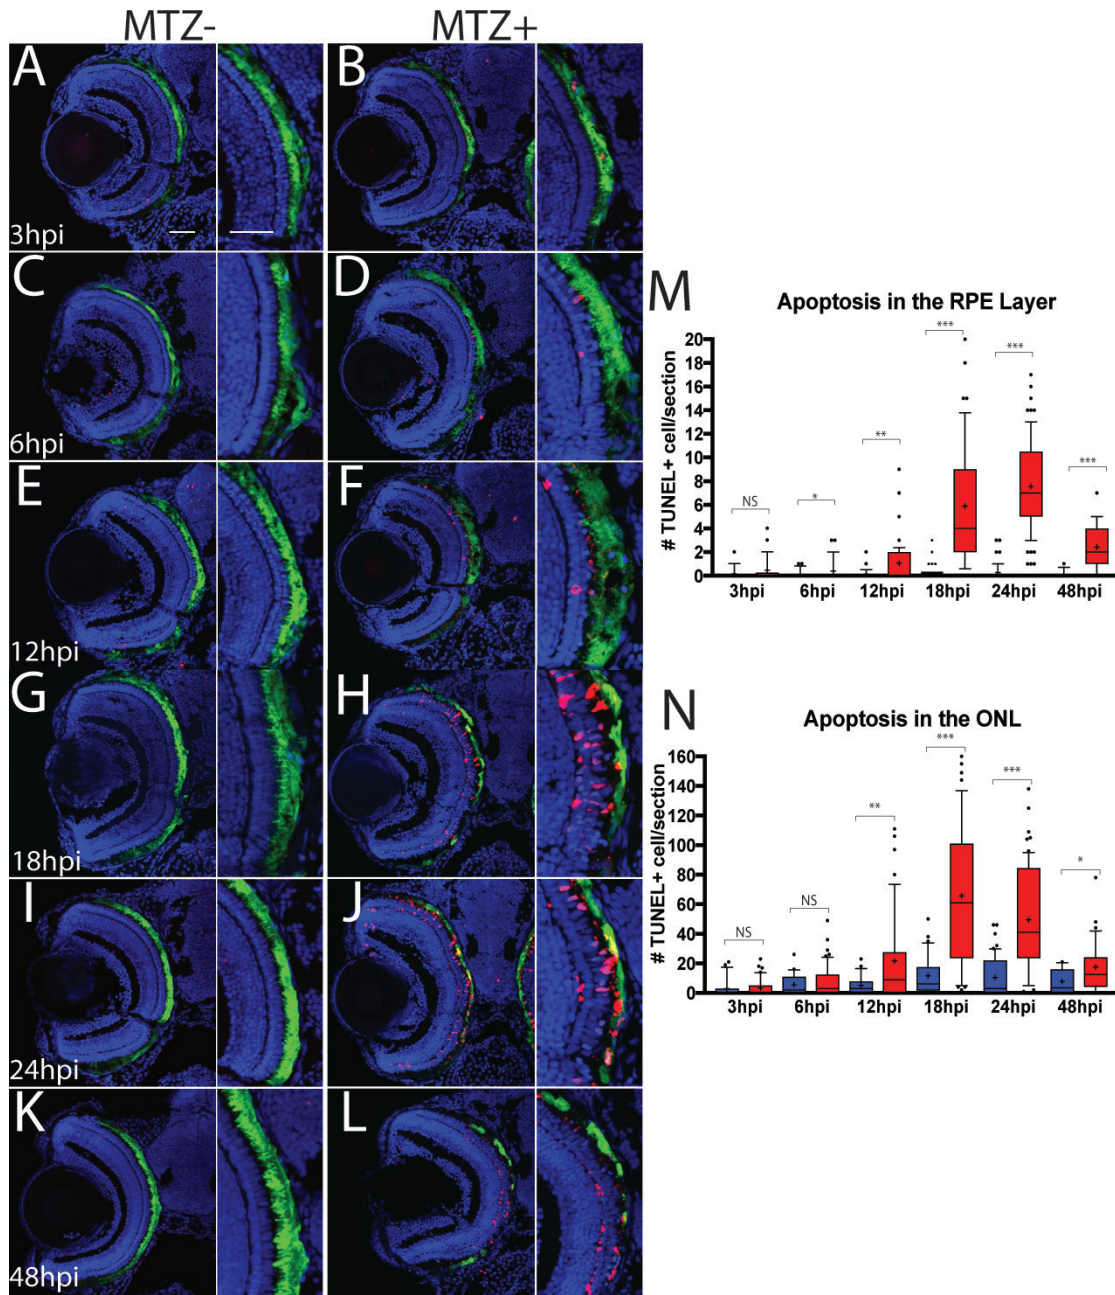 MTZ- MTZ+
A B
3hpi
C D
6hpi
E F
12hpi
G H
18hpi
I J
24hpi
K L
48hpi
M
Apoptosis in the RPE Layer
# TUNEL+ cell/section
20
18
16
14
12
10
8
6
4
2
0
NS * ** *** *** ***
3hpi 6hpi 12hpi 18hpi 24hpi 48hpi
N
Apoptosis in the ONL
# TUNEL+ cell/section
160
140
120
100
80
60
40
20
0
NS NS ** *** *** *
3hpi 6hpi 12hpi 18hpi 24hpi 48hpi